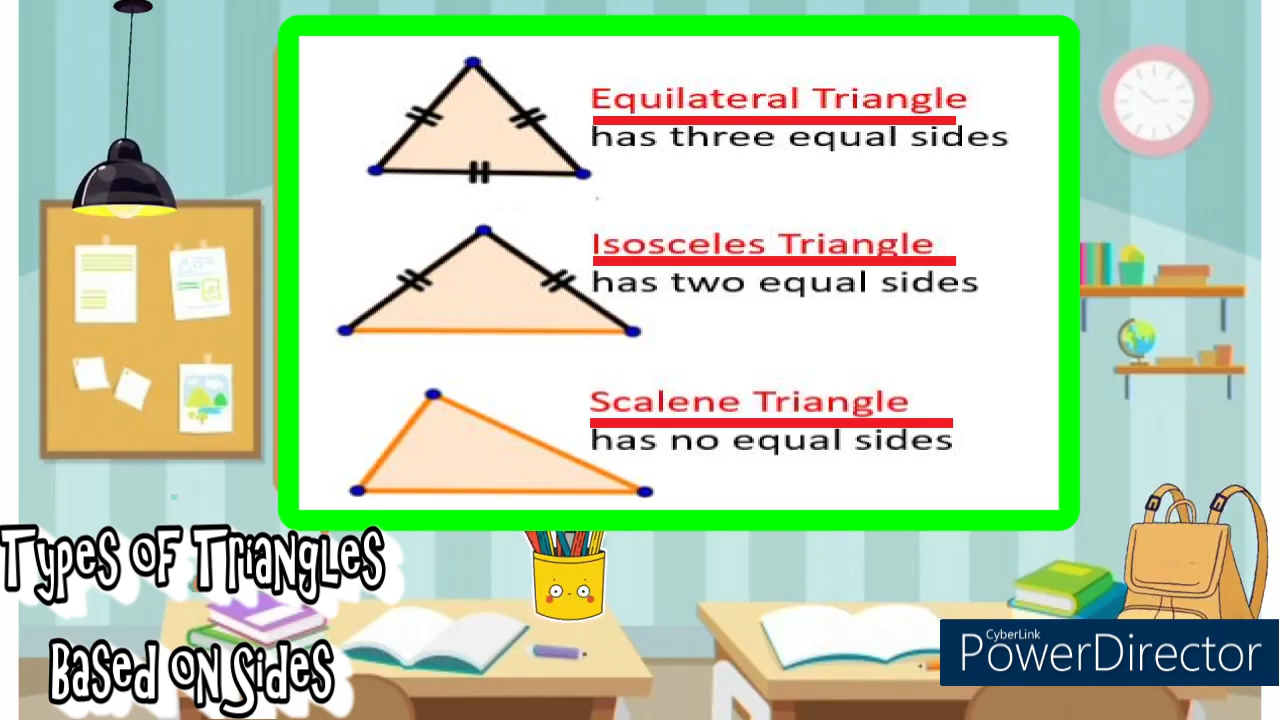 Equilateral Triangle
has three equal sides
Isosceles Triangle
has two equal sides
Scalene Triangle
has no equal sides
Types of Triangles
Based on Sides
CyberLink
PowerDirector